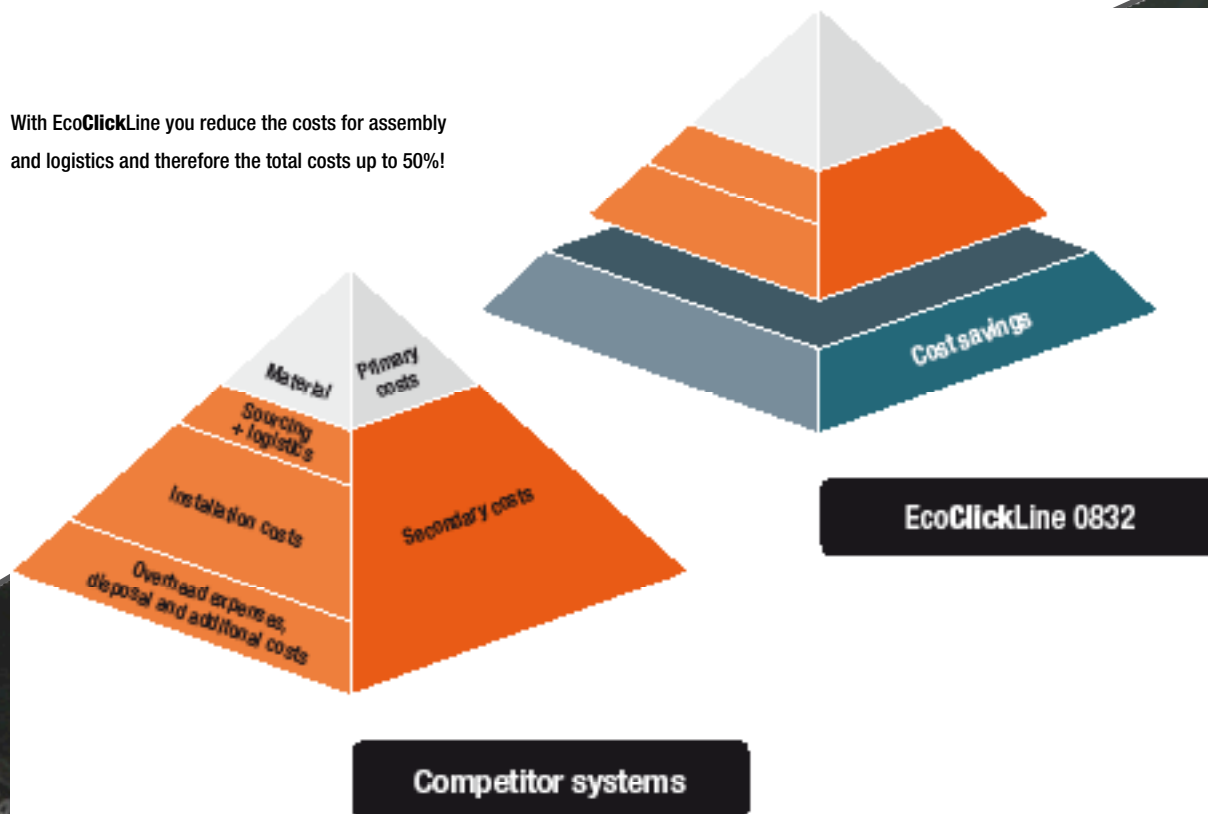 With EcoClickLine you reduce the costs for assembly
and logistics and therefore the total costs up to 50%!
Cost savings
EcoClickLine 0832
Material
Primary
costs
Sourcing
+ logistics
Installation costs
Secondary costs
Overhead expenses,
disposal and additional costs
Competitor systems